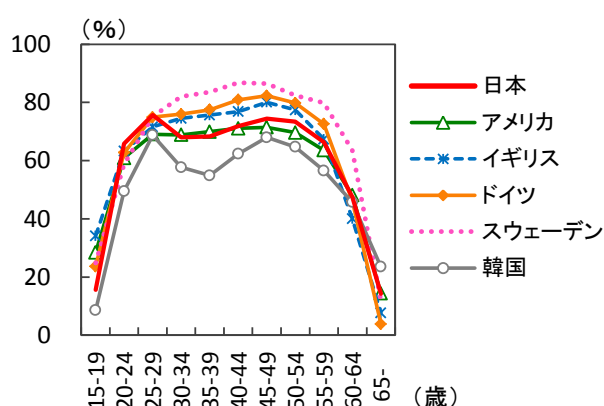 （%）
100
80
60
40
20
0
15-19
20-24
25-29
30-34
35-39
40-44
45-49
50-54
55-59
60-64
65-
（歳）
日本
アメリカ
イギリス
ドイツ
スウェーデン
韓国